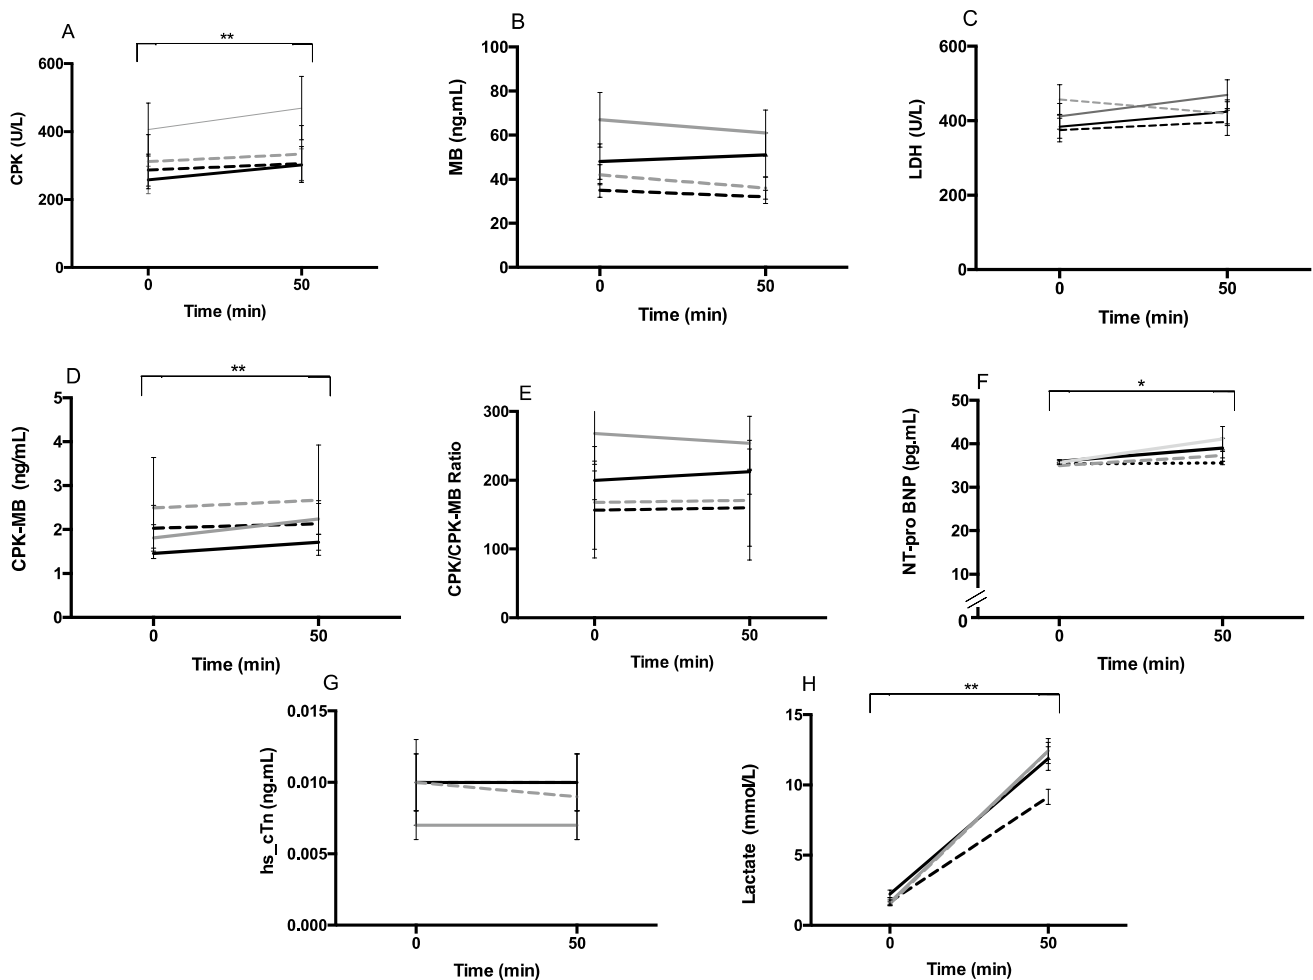 A
**
CPK (U/L)
600
400
200
0
0
50
Time (min)
B
MB (ng.mL)
100
80
60
40
20
0
0
50
Time (min)
C
LDH (U/L)
600
400
200
0
0
50
Time (min)
D
**
CPK-MB (ng/mL)
5
4
3
2
1
0
0
50
Time (min)
E
CPK/CPK-MB Ratio
300
200
100
0
0
50
Time (min)
F
*
NT-pro BNP (pg.mL)
50
40
30
20
10
0
0
50
Time (min)
G
hs_cTn (ng.mL)
0.015
0.010
0.005
0.000
0
50
Time (min)
H
**
Lactate (mmol/L)
15
10
5
0
0
50
Time (min)